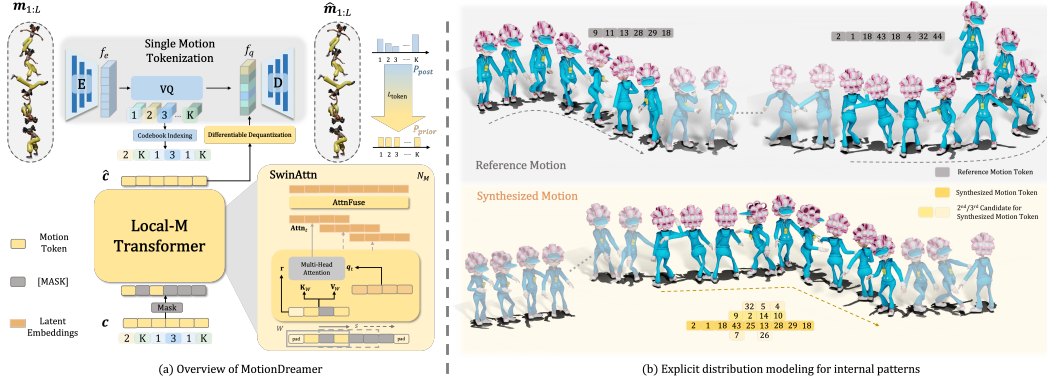 m1:L
m̂1:L
Single Motion
Tokenization
fe
fq
E
VQ
D
1 2 3 ... K
Codebook Indexing
Differentiable Dequantization
2 K 1 3 1 K
1 2 3 ... K
Ppost
Ltoken
Pprior
1 2 3 ... K
ĉ
Local-M
Transformer
Mask
c
2 K 1 3 1 K
Motion
Token
[MASK]
Latent
Embeddings
SwinAttn
NM
AttnFuse
Attnt
Multi-Head
Attention
r
qt
KW
VW
W
s
pad
pad
(a) Overview of MotionDreamer
9 11 13 28 29 18
2 1 18 43 18 4 32 44
Reference Motion
Reference Motion Token
Synthesized Motion
Synthesized Motion Token
2nd/3rd Candidate for
Synthesized Motion Token
32 5 4
9 2 14 10
2 1 18 43 25 13 28 29 18
7 26
(b) Explicit distribution modeling for internal patterns